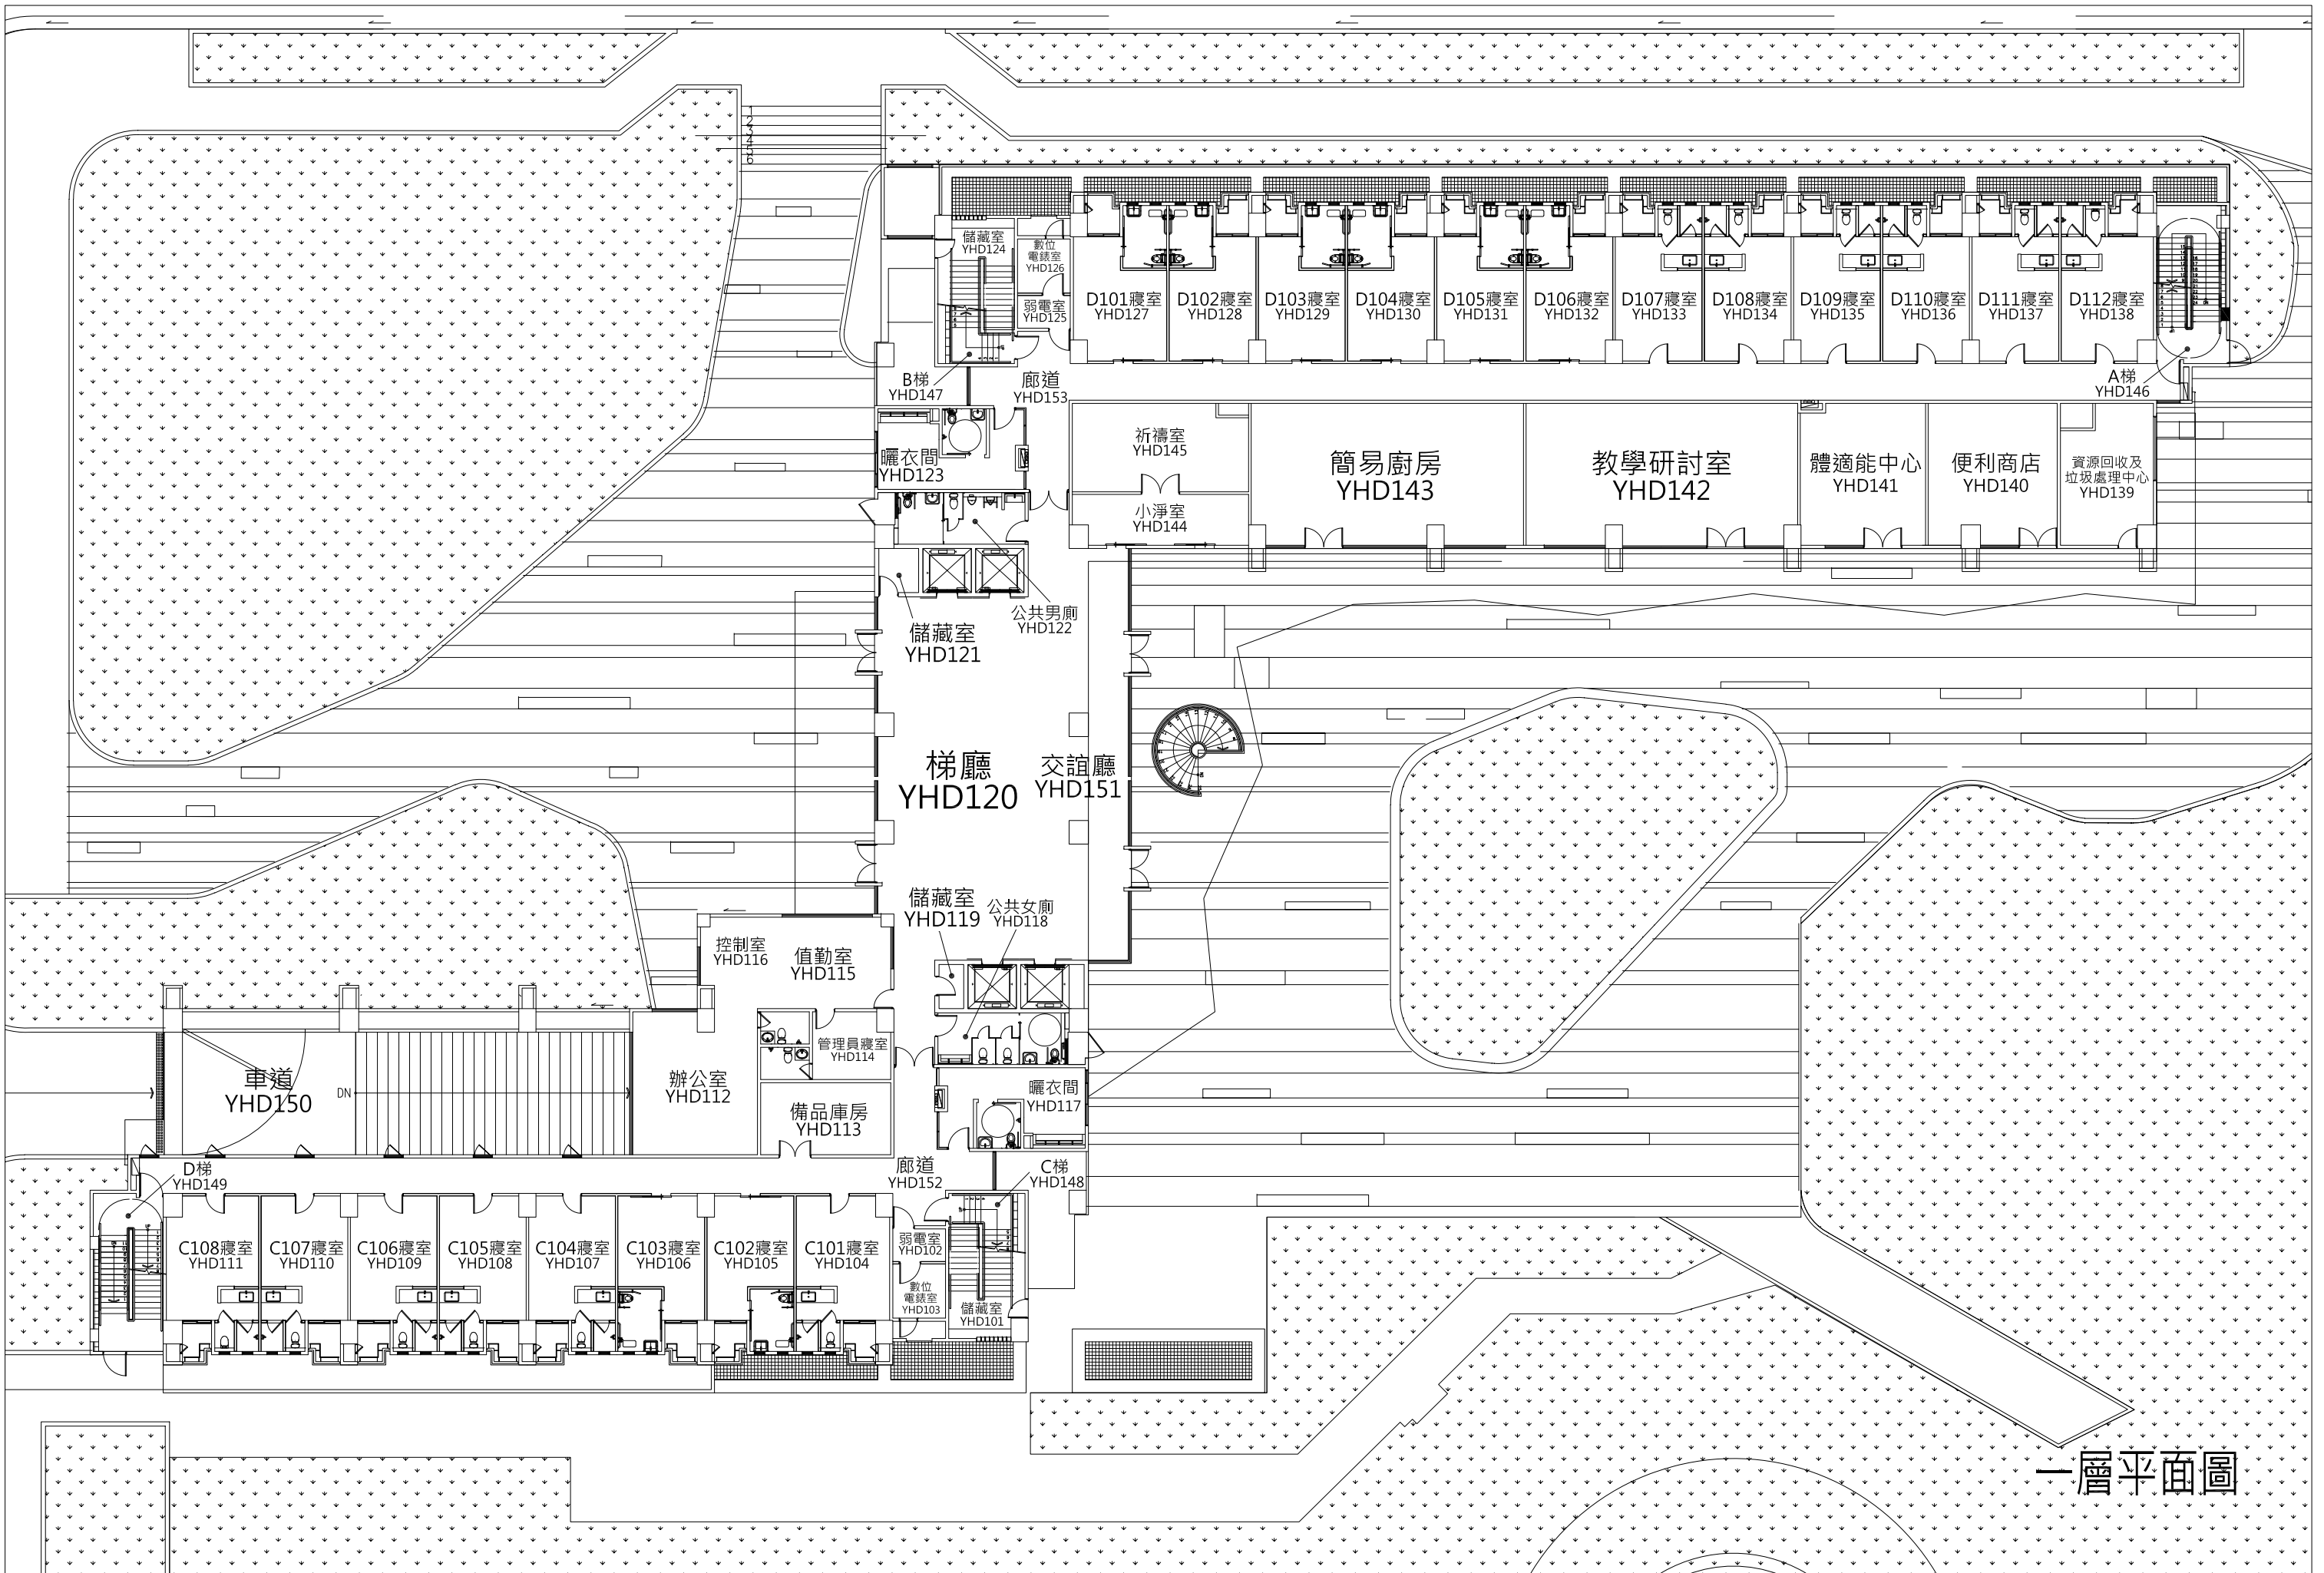 1
2
3
4
5
6
儲藏室
YHD124
數位
電錶室
YHD126
弱電室
YHD125
D101寢室
YHD127
D102寢室
YHD128
D103寢室
YHD129
D104寢室
YHD130
D105寢室
YHD131
D106寢室
YHD132
D107寢室
YHD133
D108寢室
YHD134
D109寢室
YHD135
D110寢室
YHD136
D111寢室
YHD137
D112寢室
YHD138
B梯
YHD147
廊道
YHD153
A梯
YHD146
曬衣間
YHD123
祈禱室
YHD145
小淨室
YHD144
簡易廚房
YHD143
教學研討室
YHD142
體適能中心
YHD141
便利商店
YHD140
資源回收及
垃圾處理中心
YHD139
公共男廁
YHD122
儲藏室
YHD121
梯廳
YHD120
交誼廳
YHD151
儲藏室
YHD119
公共女廁
YHD118
控制室
YHD116
值勤室
YHD115
管理員寢室
YHD114
辦公室
YHD112
備品庫房
YHD113
車道
YHD150
DN
曬衣間
YHD117
D梯
YHD149
廊道
YHD152
C梯
YHD148
C108寢室
YHD111
C107寢室
YHD110
C106寢室
YHD109
C105寢室
YHD108
C104寢室
YHD107
C103寢室
YHD106
C102寢室
YHD105
C101寢室
YHD104
弱電室
YHD102
數位
電錶室
YHD103
儲藏室
YHD101
一層平面圖